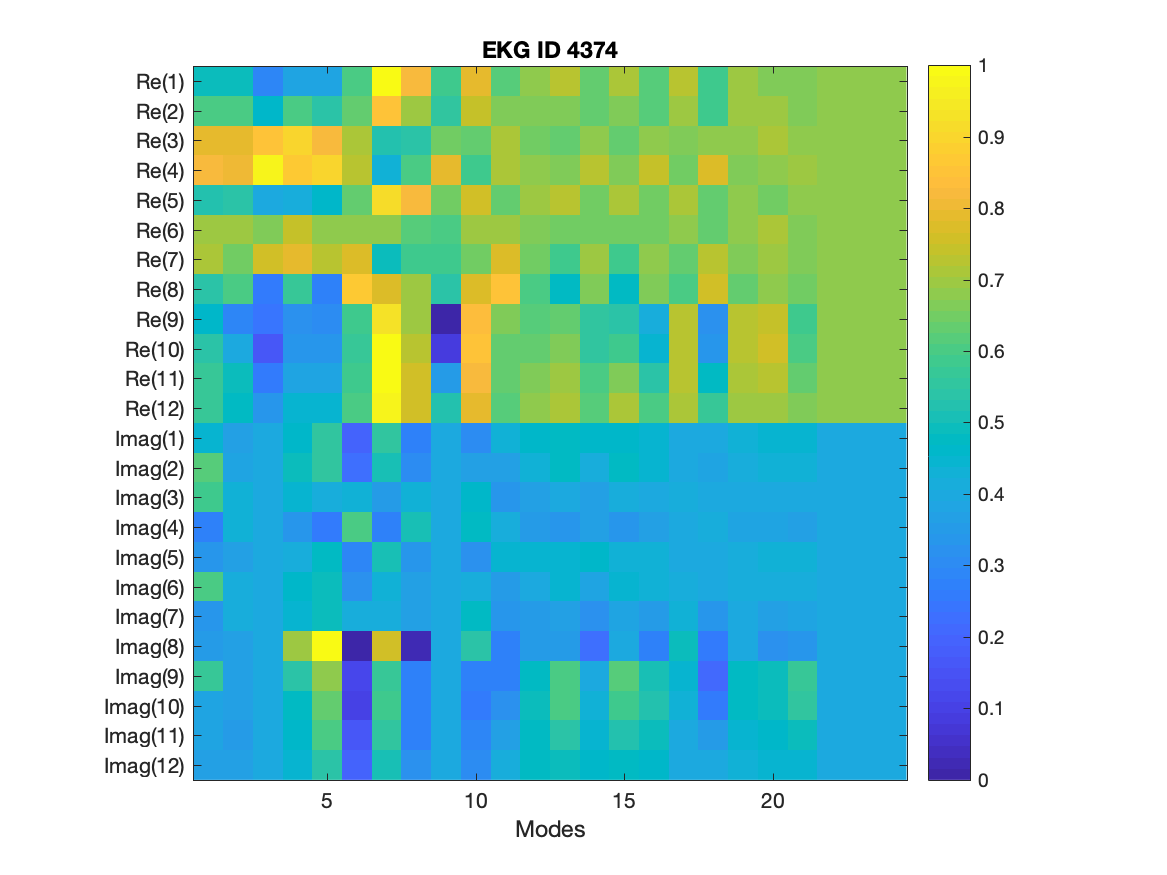 EKG ID 4374
Re(1)
Re(2)
Re(3)
Re(4)
Re(5)
Re(6)
Re(7)
Re(8)
Re(9)
Re(10)
Re(11)
Re(12)
Imag(1)
Imag(2)
Imag(3)
Imag(4)
Imag(5)
Imag(6)
Imag(7)
Imag(8)
Imag(9)
Imag(10)
Imag(11)
Imag(12)
5 10 15 20
Modes
1
0.9
0.8
0.7
0.6
0.5
0.4
0.3
0.2
0.1
0